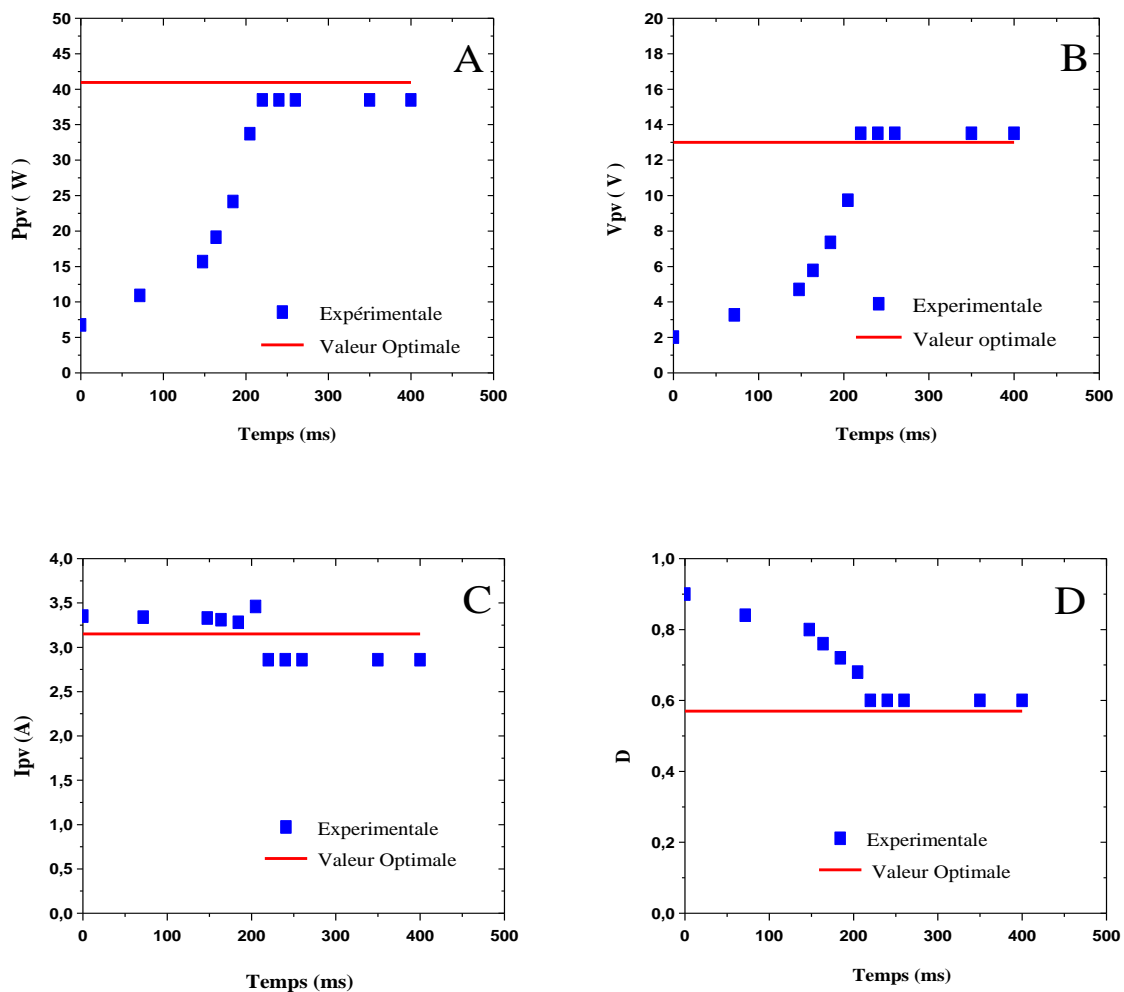 A
50
45
40
35
30
25
20
15
10
5
0
Ppv ( W )
Expérimentale
Valeur Optimale
0 100 200 300 400 500
Temps (ms)
B
20
18
16
14
12
10
8
6
4
2
0
Vpv ( V )
Experimentale
Valeur optimale
0 100 200 300 400 500
Temps (ms)
C
4,0
3,5
3,0
2,5
2,0
1,5
1,0
0,5
0,0
Ipv (A)
Experimentale
Valeur Optimale
0 100 200 300 400 500
Temps (ms)
D
1,0
0,8
0,6
0,4
0,2
0,0
D
Experimentale
Valeur Optimale
0 100 200 300 400 500
Temps (ms)